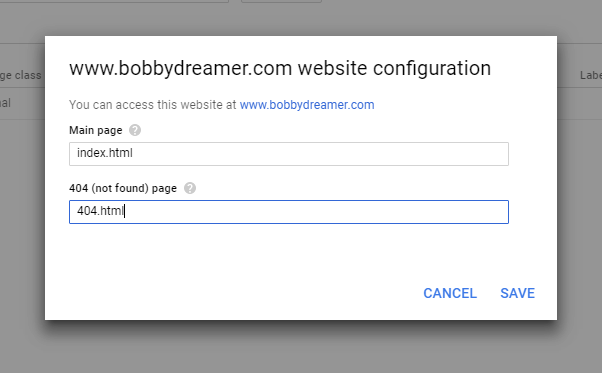 www.bobbydreamer.com website configuration
You can access this website at www.bobbydreamer.com
Main page ?
index.html
404 (not found) page ?
404.html
CANCEL SAVE
ge class
Labe
nal